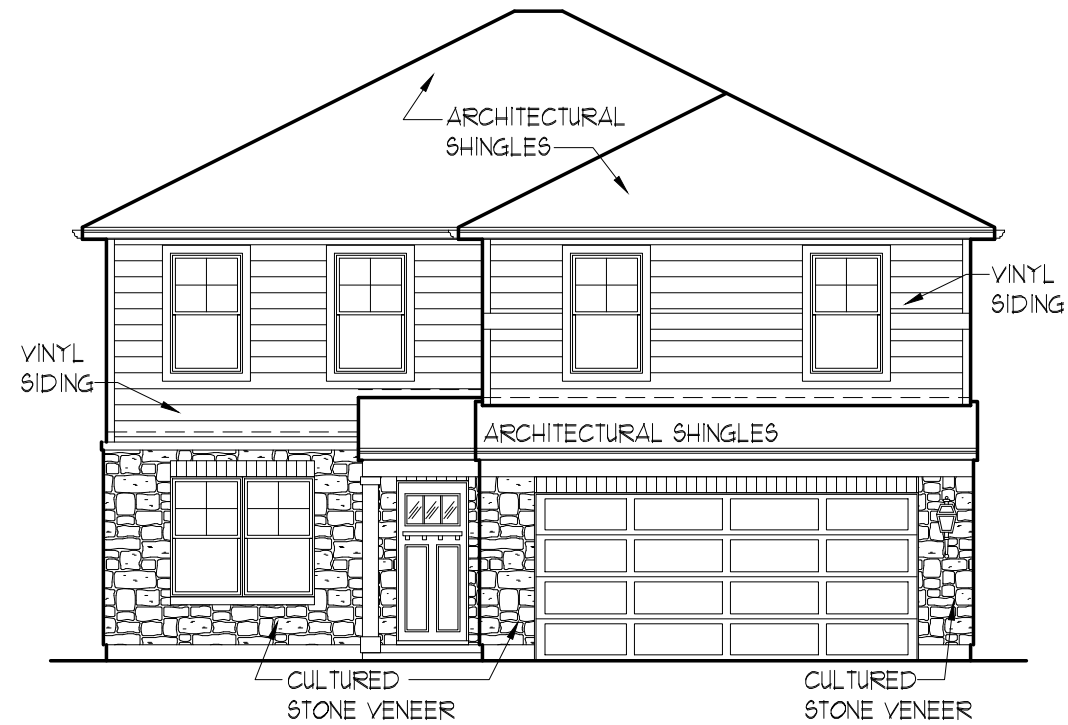 ARCHITECTURAL
SHINGLES
VINYL
SIDING
VINYL
SIDING
ARCHITECTURAL SHINGLES
CULTURED
STONE VENEER
CULTURED
STONE VENEER